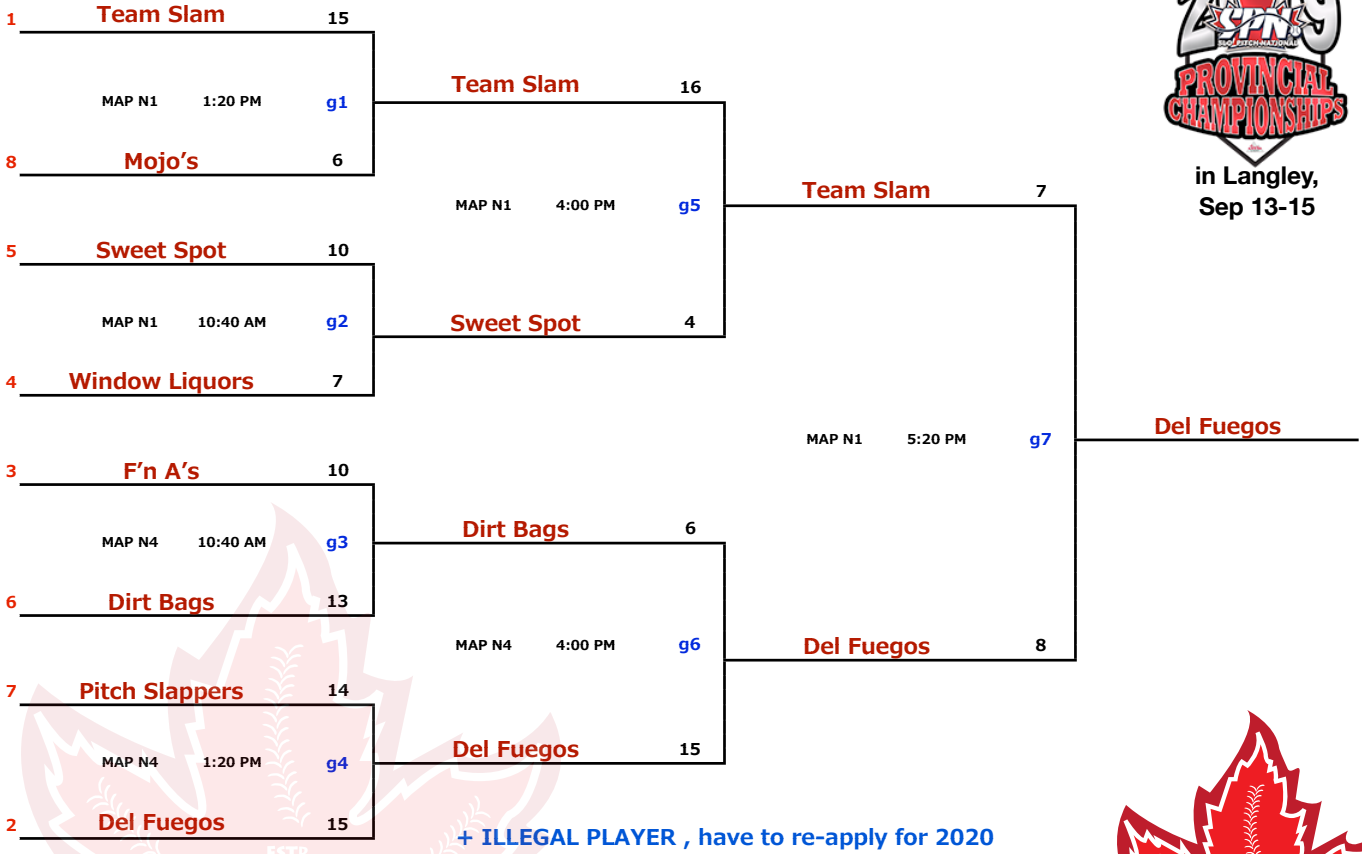 1 Team Slam 15
MAP N1 1:20 PM g1
8 Mojo’s 6
5 Sweet Spot 10
MAP N1 10:40 AM g2
4 Window Liquors 7
3 F’n A’s 10
MAP N4 10:40 AM g3
6 Dirt Bags 13
7 Pitch Slappers 14
MAP N4 1:20 PM g4
2 Del Fuegos 15
ESTD
Team Slam 16
MAP N1 4:00 PM g5
Sweet Spot 4
Dirt Bags 6
MAP N4 4:00 PM g6
Del Fuegos 15
+ ILLEGAL PLAYER , have to re-apply for 2020
Team Slam 7
MAP N1 5:20 PM g7
Del Fuegos 8
Del Fuegos
SPN
SLO-PITCH NATIONAL
PROVINCIAL
CHAMPIONSHIPS
in Langley,
Sep 13-15